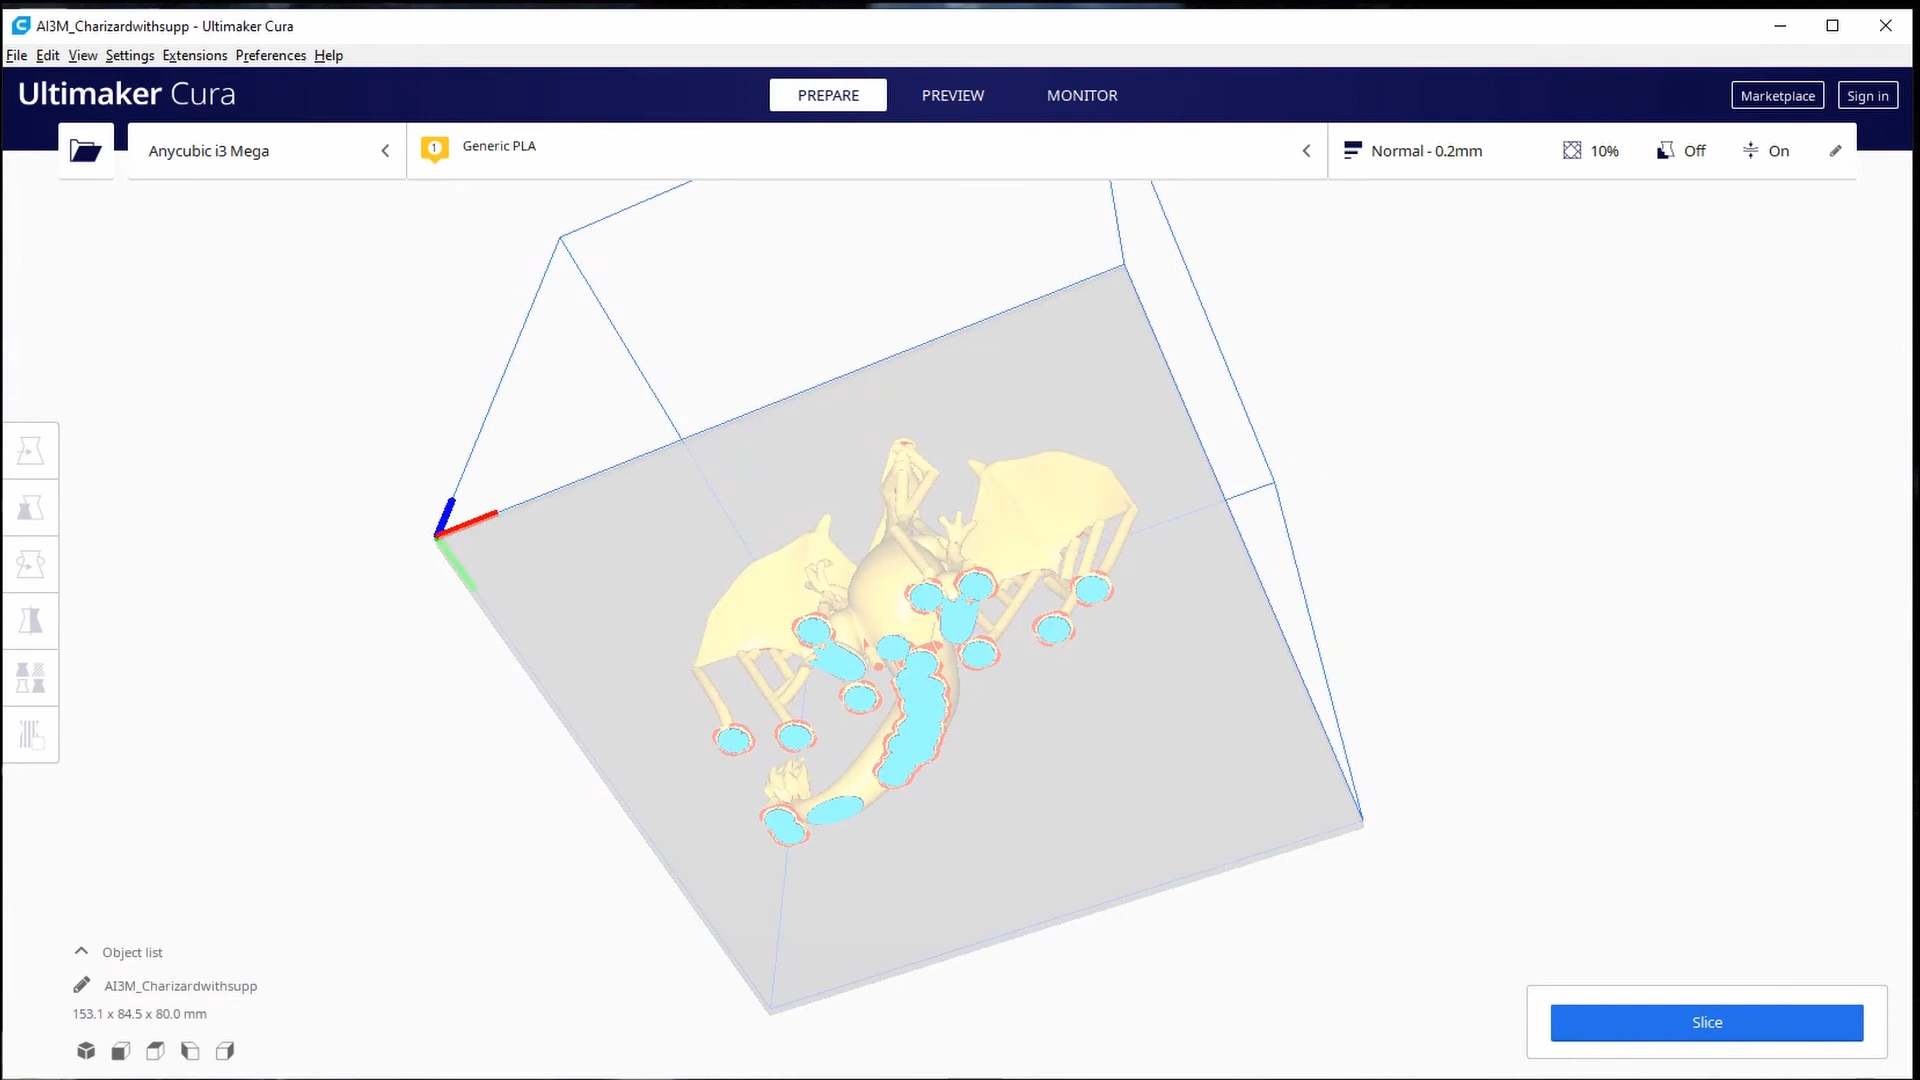 AI3M_Charizardwithsupp - Ultimaker Cura
File Edit View Settings Extensions Preferences Help
Ultimaker Cura
PREPARE PREVIEW MONITOR
Marketplace Sign in
Anycubic i3 Mega
1 Generic PLA
Normal - 0.2mm 10% Off On
Object list
AI3M_Charizardwithsupp
153.1 x 84.5 x 80.0 mm
Slice